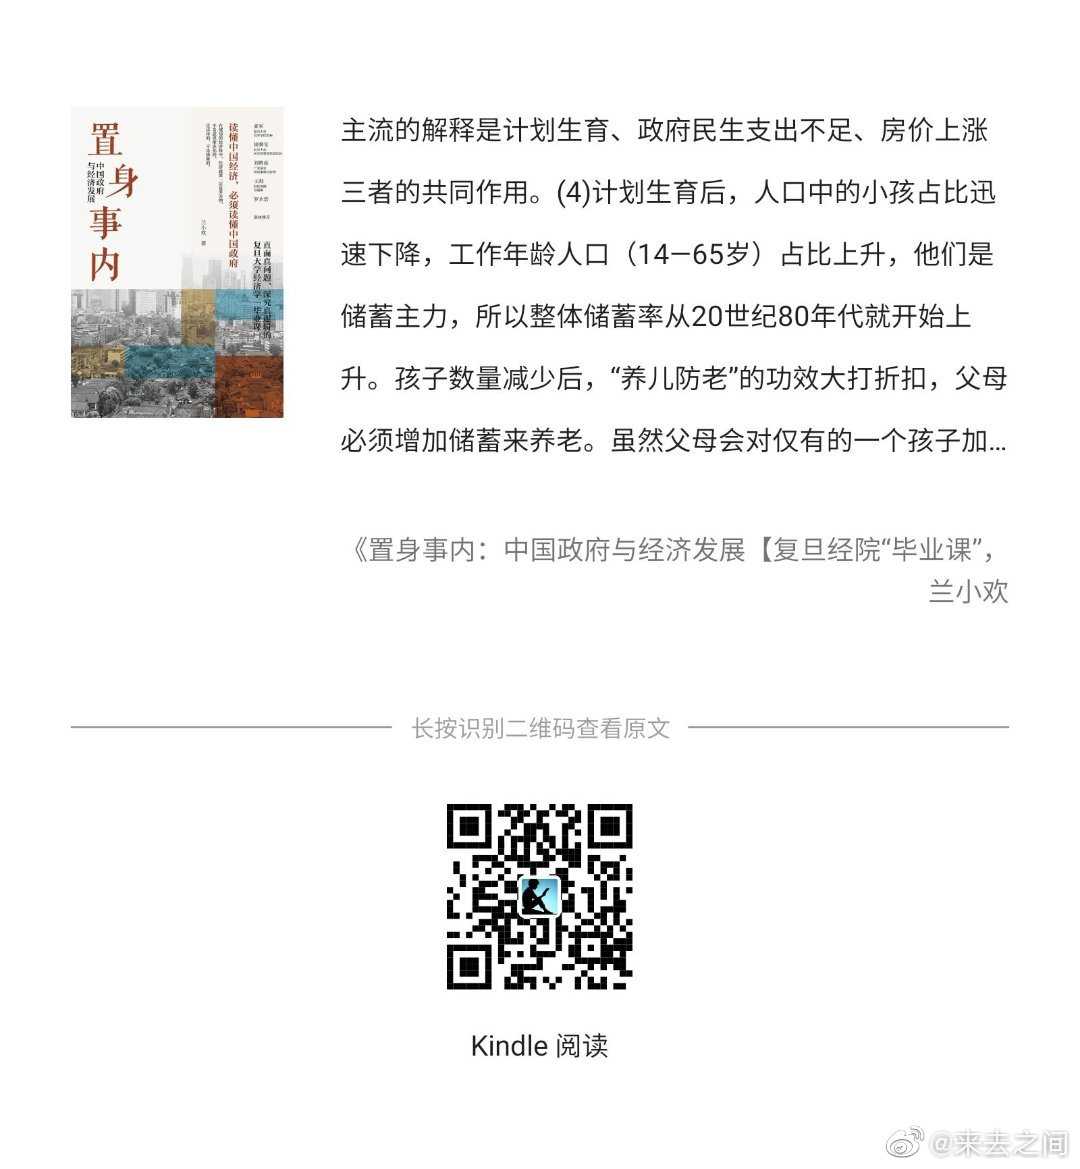 置身事内
中国政府
与经济发展
读懂中国经济，必须读懂中国政府
兰小欢 著
直面真问题，深究真逻辑的
复旦大学经济学“毕业课”
主流的解释是计划生育、政府民生支出不足、房价上涨
三者的共同作用。(4)计划生育后，人口中的小孩占比迅
速下降，工作年龄人口（14—65岁）占比上升，他们是
储蓄主力，所以整体储蓄率从20世纪80年代就开始上
升。孩子数量减少后，“养儿防老”的功效大打折扣，父母
必须增加储蓄来养老。虽然父母会对仅有的一个孩子加…
《置身事内：中国政府与经济发展【复旦经院“毕业课”，
兰小欢
长按识别二维码查看原文
Kindle 阅读
@来去之间